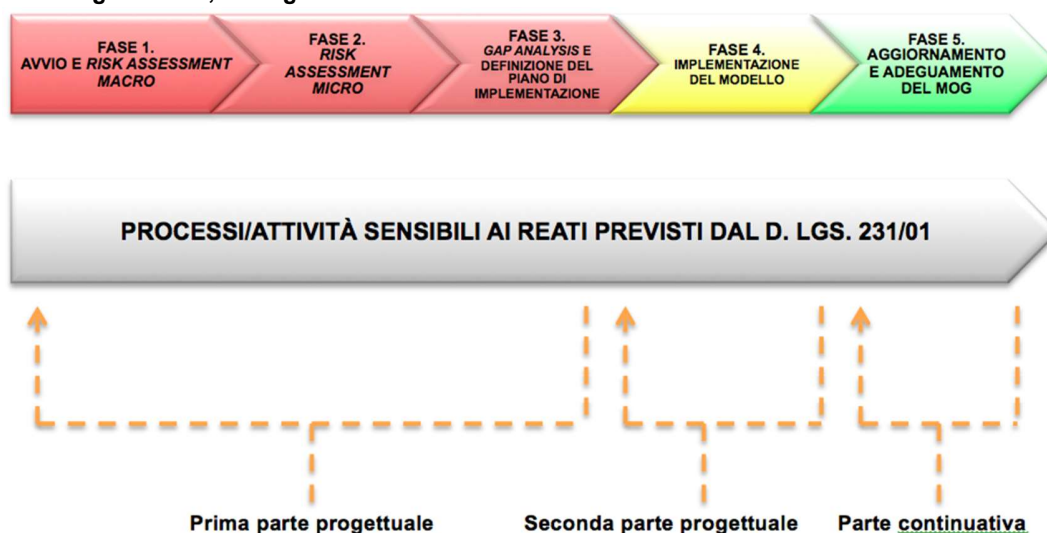 FASE 1.
AVVIO E RISK ASSESSMENT
MACRO
FASE 2.
RISK
ASSESSMENT
MICRO
FASE 3.
GAP ANALYSIS E
DEFINIZIONE DEL
PIANO DI
IMPLEMENTAZIONE
FASE 4.
IMPLEMENTAZIONE
DEL MODELLO
FASE 5.
AGGIORNAMENTO
E ADEGUAMENTO
DEL MOG
PROCESSI/ATTIVITÀ SENSIBILI AI REATI PREVISTI DAL D. LGS. 231/01
Prima parte progettuale
Seconda parte progettuale
Parte continuativa